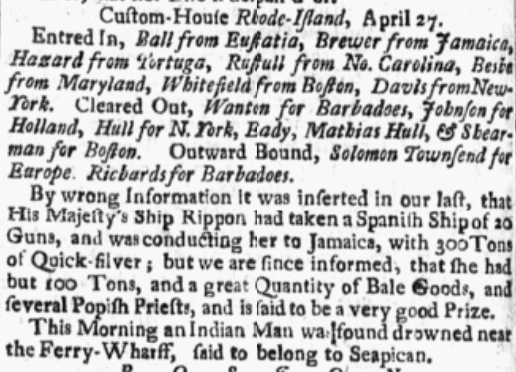 Cuſtom-Houſe Rhode-Iſland, April 27.
Entred In, Ball from Euſtatia, Brewer from Jamaica,
Hazard from Tortuga, Ruſſull from No. Carolina, Beebe
from Maryland, Whitefield from Boſton, Davis from New-
York. Cleared Out, Wanton for Barbadoes, Johnſon for
Holland, Hull for N. York, Eady, Mathias Hull, & Shear-
man for Boſton. Outward Bound, Solomon Townſend for
Europe. Richards for Barbadoes.
By wrong Information it was inſerted in our laſt, that
His Majeſty's Ship Rippon had taken a Spaniſh Ship of 20
Guns, and was conducting her to Jamaica, with 300 Tons
of Quick-ſilver; but we are ſince informed, that ſhe had
but 100 Tons, and a great Quantity of Bale Goods, and
ſeveral Popiſh Prieſts, and is ſaid to be a very good Prize.
This Morning an Indian Man was found drowned near
the Ferry-Wharff, ſaid to belong to Seapican.